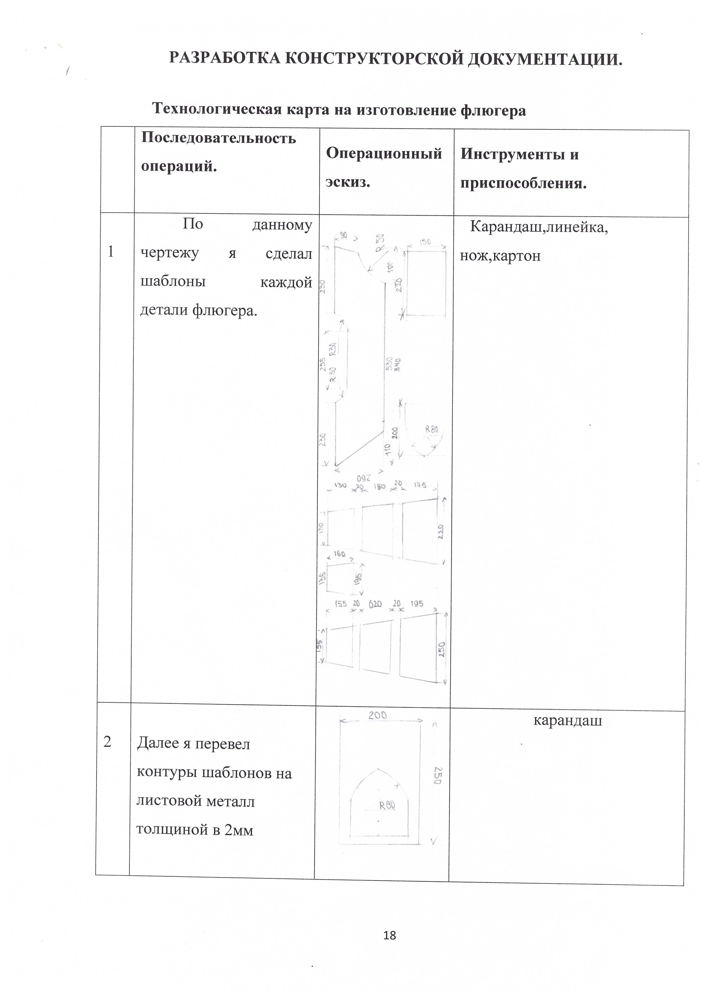 РАЗРАБОТКА КОНСТРУКТОРСКОЙ ДОКУМЕНТАЦИИ.
Технологическая карта на изготовление флюгера
Последовательность
операций.
Операционный
эскиз.
Инструменты и
приспособления.
1
По данному
чертежу я сделал
шаблоны каждой
детали флюгера.
90
R50
150
100
230
220
R30
255
R30
530
340
R80
200
230
110
260
130 20 150 20 175
130
220
160
135
195
155 20 620 20 195
155
250
Карандаш,линейка,
нож,картон
2
Далее я перевел
контуры шаблонов на
листовой металл
толщиной в 2мм
200
250
R80
карандаш
18